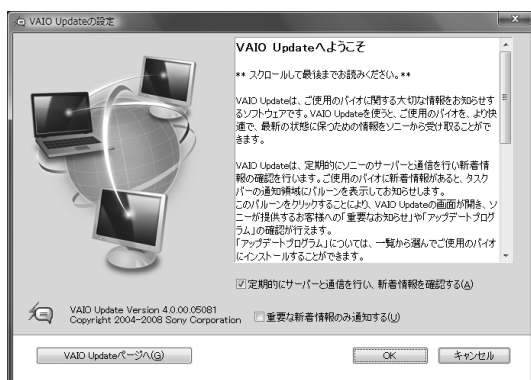 VAIO Updateの設定
VAIO Updateへようこそ
** スクロールして最後までお読みください。**
VAIO Updateは、ご使用のバイオに関する大切な情報をお知らせす
るソフトウェアです。VAIO Updateを使うと、ご使用のバイオを、より快
適で、最新の状態に保つための情報をソニーから受け取ることがで
きます。
VAIO Updateは、定期的にソニーのサーバーと通信を行い新着情
報の確認を行います。ご使用のバイオに新着情報があると、タスク
バーの通知領域にバルーンを表示してお知らせします。
このバルーンをクリックすることにより、VAIO Updateの画面が開き、ソ
ニーが提供するお客様への「重要なお知らせ」や「アップデートプログ
ラム」の確認が行えます。
「アップデートプログラム」については、一覧から選んでご使用のバイオ
にインストールすることができます。
定期的にサーバーと通信を行い、新着情報を確認する(A)
VAIO Update Version 4.0.00.05081
Copyright 2004-2008 Sony Corporation
重要な新着情報のみ通知する(U)
VAIO Updateページへ(G)
OK
キャンセル